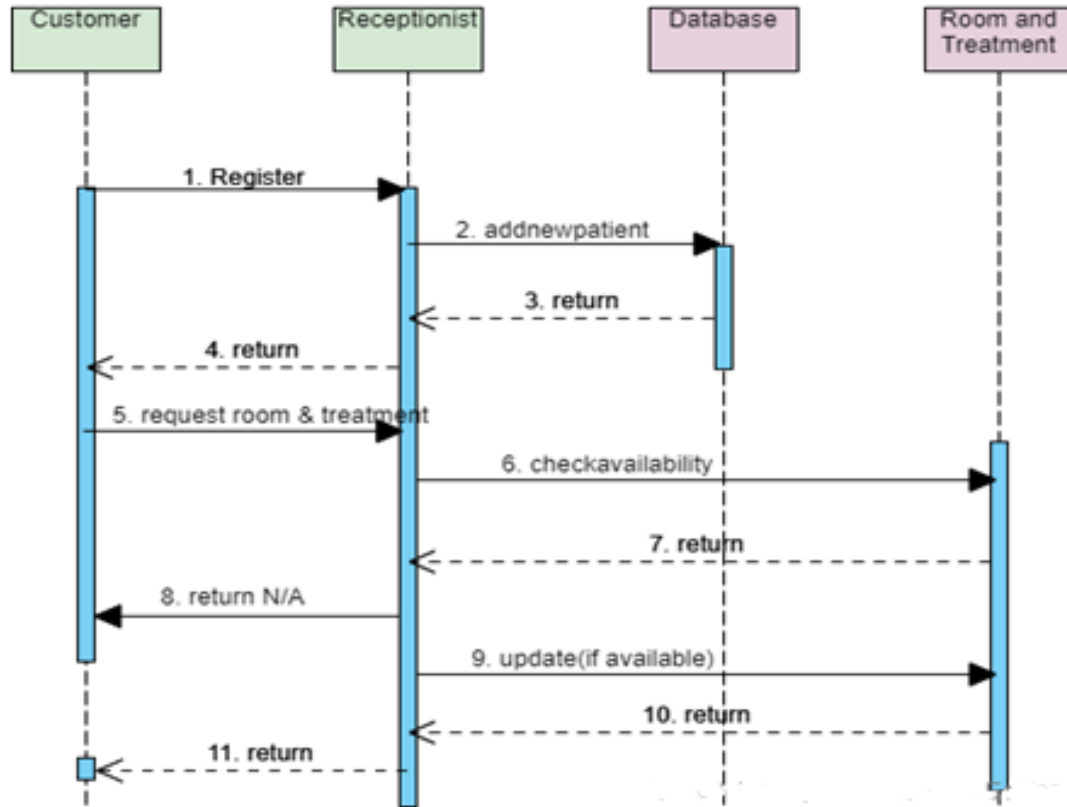 Customer
Receptionist
Database
Room and
Treatment
1. Register
2. addnewpatient
3. return
4. return
5. request room & treatment
6. checkavailability
7. return
8. return N/A
9. update(if available)
10. return
11. return